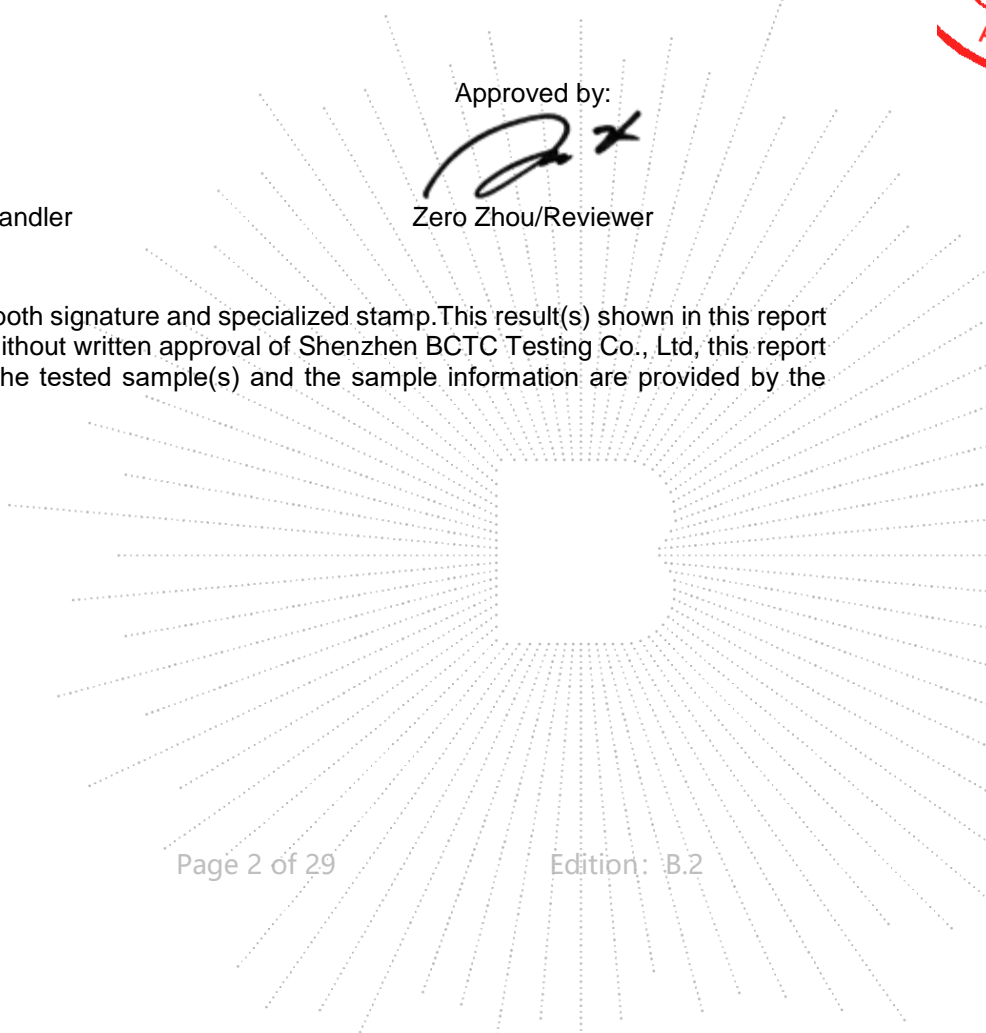 Approved by:
andler
Zero Zhou/Reviewer
both signature and specialized stamp.This result(s) shown in this report
ithout written approval of Shenzhen BCTC Testing Co., Ltd, this report
he tested sample(s) and the sample information are provided by the
Page 2 of 29
Edition: B.2